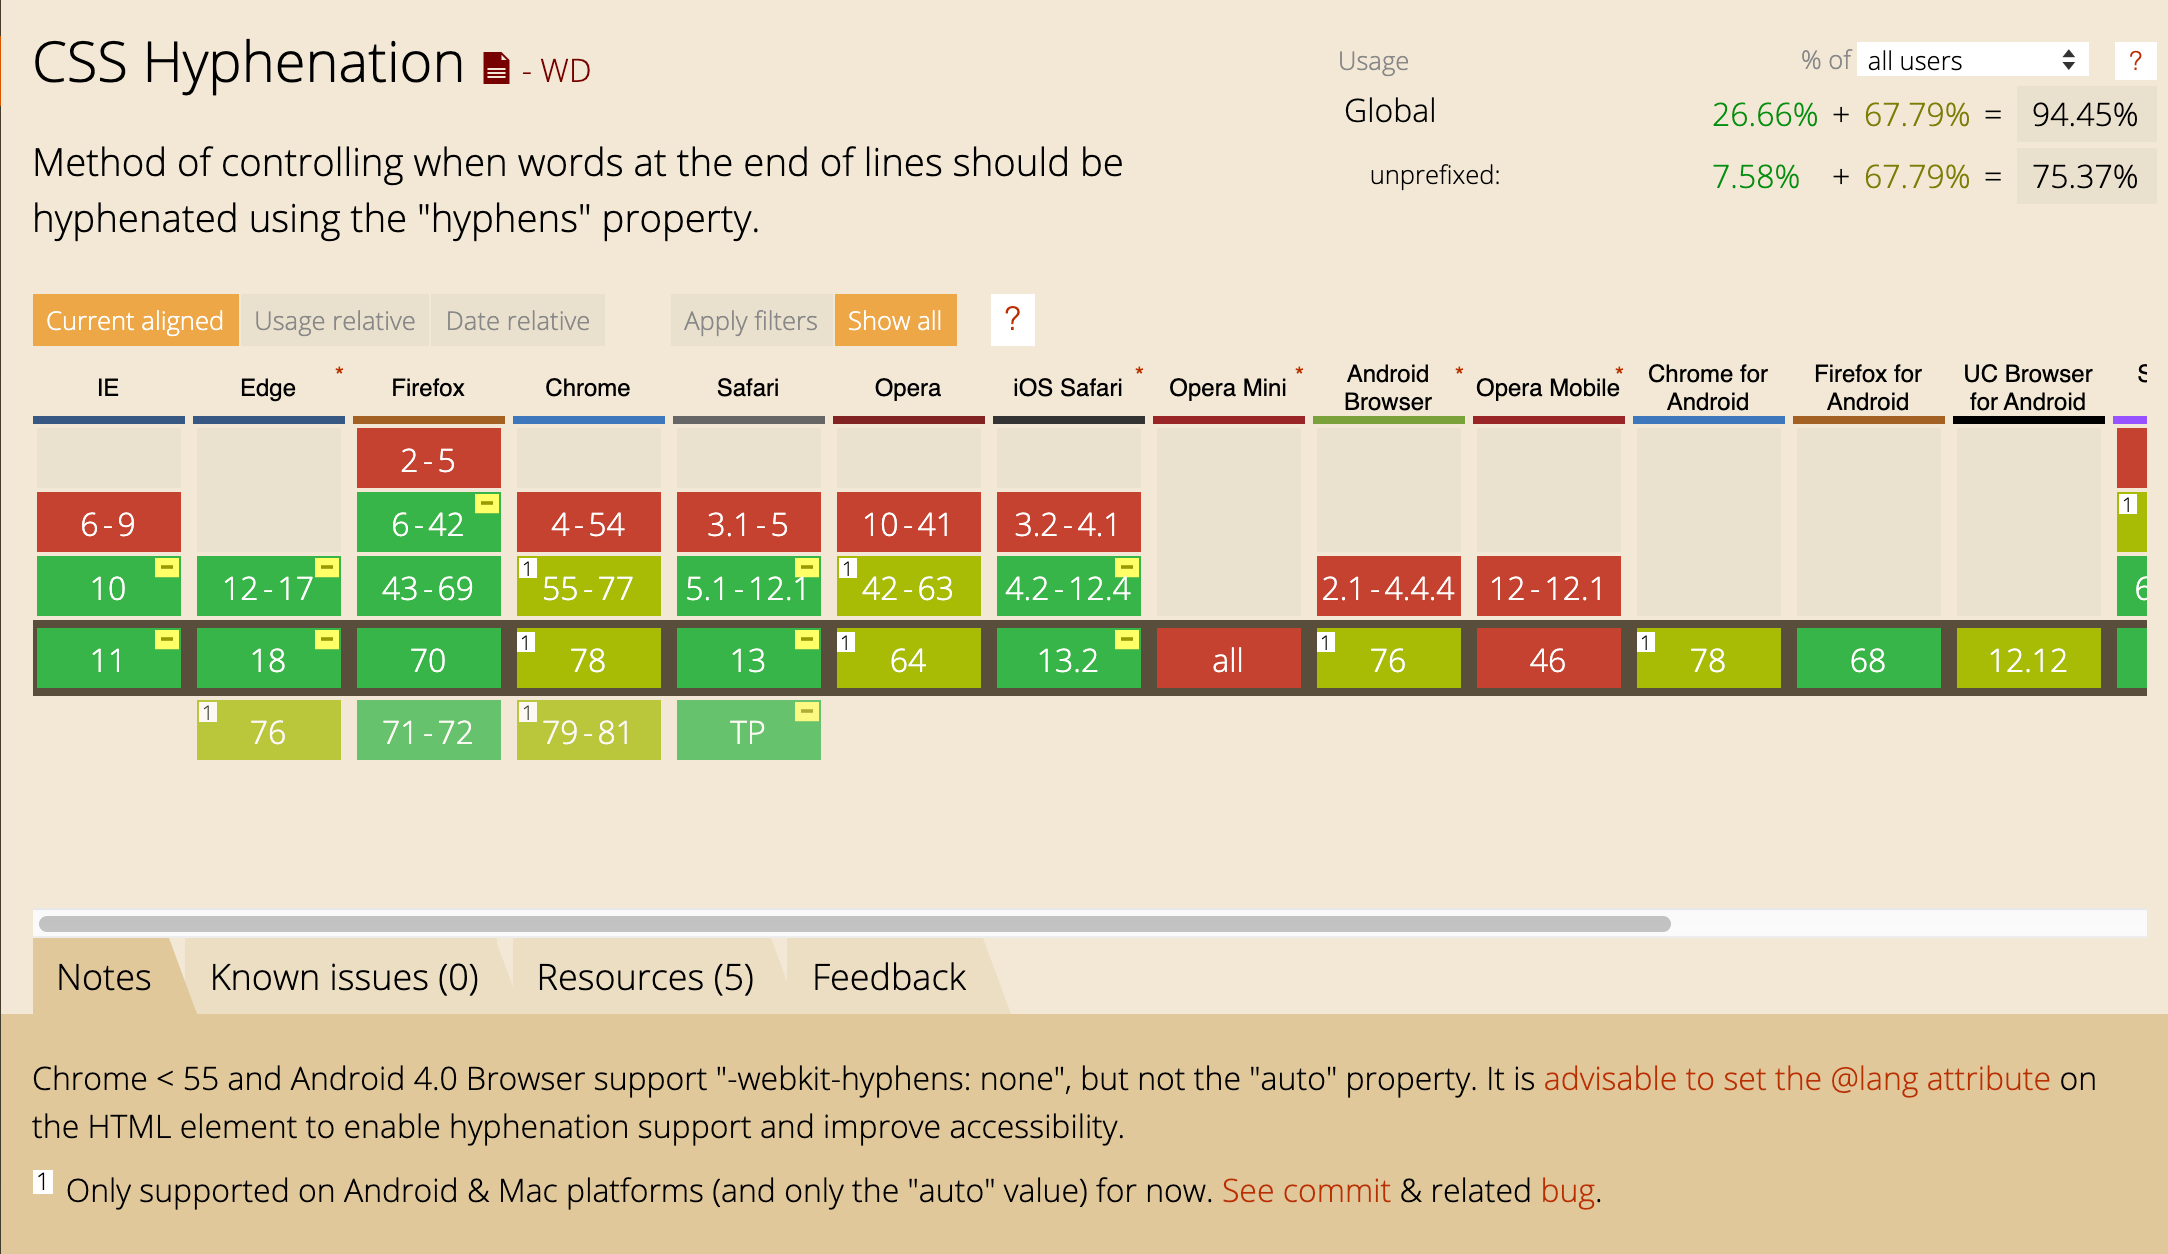 CSS Hyphenation - WD
Usage % of all users ?
Global 26.66% + 67.79% = 94.45%
unprefixed: 7.58% + 67.79% = 75.37%
Method of controlling when words at the end of lines should be
hyphenated using the "hyphens" property.
Current aligned Usage relative Date relative Apply filters Show all ?
IE Edge * Firefox Chrome Safari Opera iOS Safari * Opera Mini * Android Browser * Opera Mobile * Chrome for Android Firefox for Android UC Browser for Android S
2-5
6-9 6-42 4-54 3.1-5 10-41 3.2-4.1 1
10 12-17 43-69 1 55-77 5.1-12.1 1 42-63 4.2-12.4 2.1-4.4.4 12-12.1 6
11 18 70 1 78 13 1 64 13.2 all 1 76 46 1 78 68 12.12
1 76 71-72 1 79-81 TP
Notes Known issues (0) Resources (5) Feedback
Chrome < 55 and Android 4.0 Browser support "-webkit-hyphens: none", but not the "auto" property. It is advisable to set the @lang attribute on
the HTML element to enable hyphenation support and improve accessibility.
1 Only supported on Android & Mac platforms (and only the "auto" value) for now. See commit & related bug.